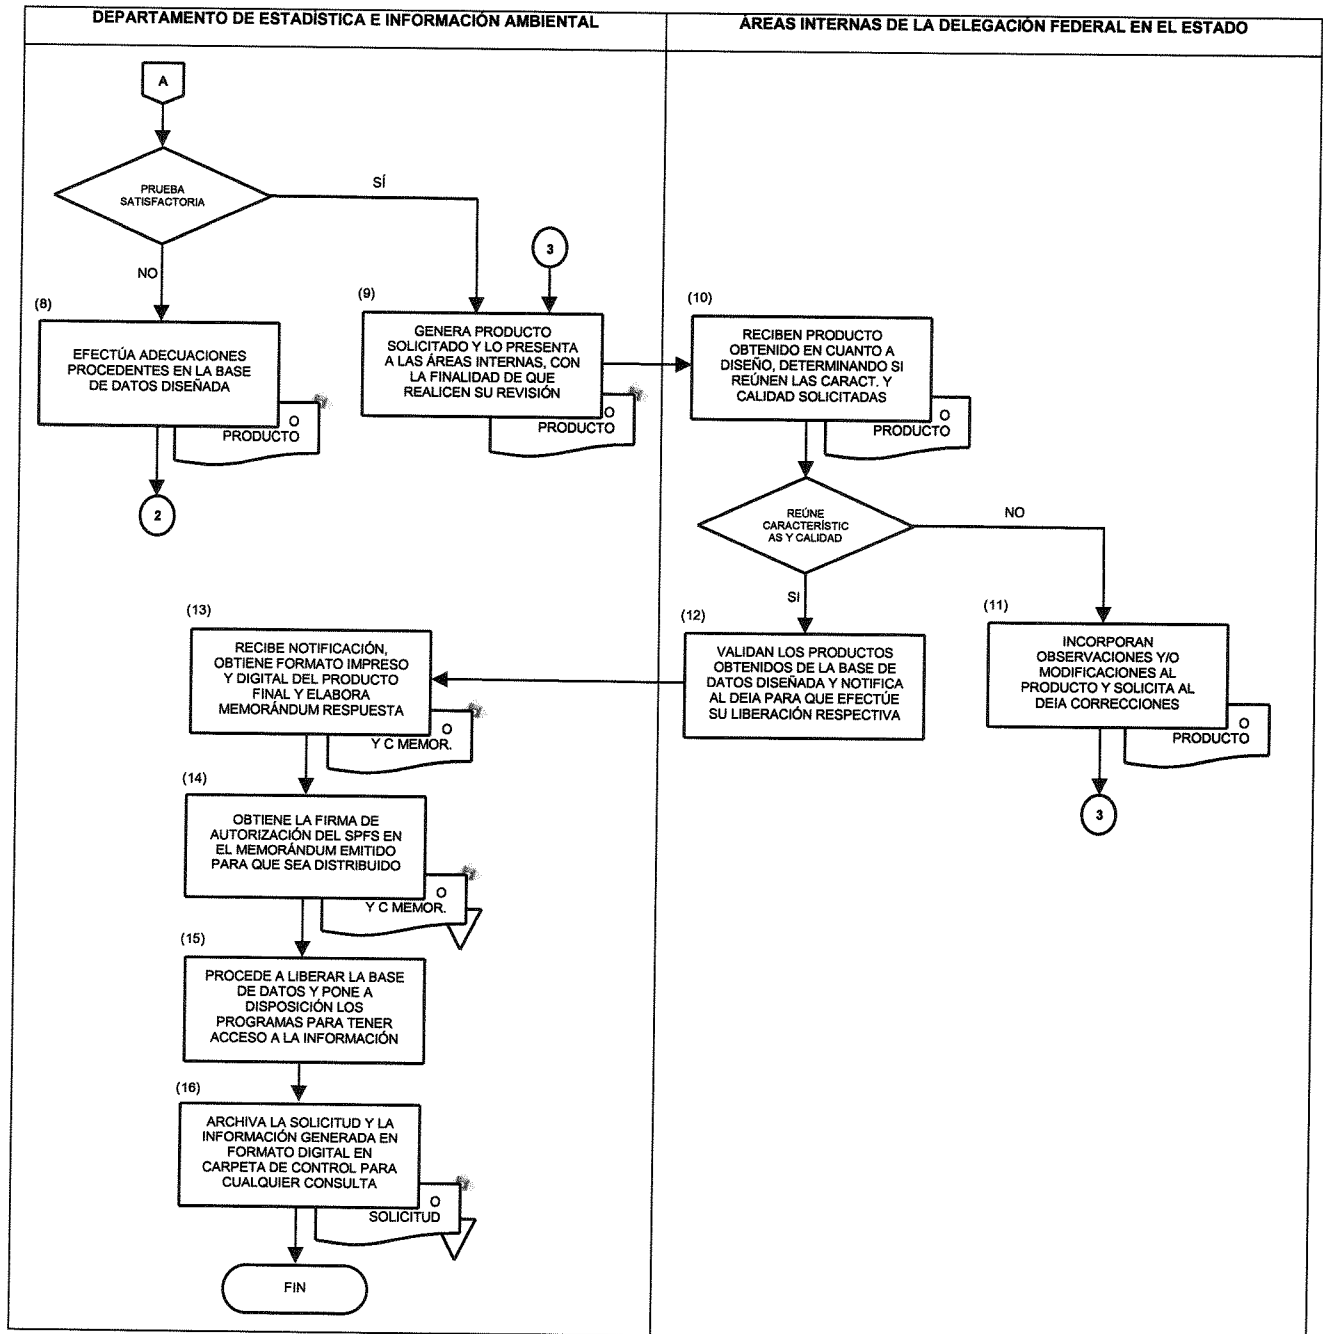 DEPARTAMENTO DE ESTADÍSTICA E INFORMACIÓN AMBIENTAL
ÁREAS INTERNAS DE LA DELEGACIÓN FEDERAL EN EL ESTADO
A
PRUEBA
SATISFACTORIA
SÍ
NO
3
(8)
EFECTÚA ADECUACIONES
PROCEDENTES EN LA BASE
DE DATOS DISEÑADA
O
PRODUCTO
2
(9)
GENERA PRODUCTO
SOLICITADO Y LO PRESENTA
A LAS ÁREAS INTERNAS, CON
LA FINALIDAD DE QUE
REALICEN SU REVISIÓN
O
PRODUCTO
(10)
RECIBEN PRODUCTO
OBTENIDO EN CUANTO A
DISEÑO, DETERMINANDO SI
REÚNEN LAS CARACT. Y
CALIDAD SOLICITADAS
O
PRODUCTO
REÚNE
CARACTERÍSTIC
AS Y CALIDAD
NO
SI
(11)
INCORPORAN
OBSERVACIONES Y/O
MODIFICACIONES AL
PRODUCTO Y SOLICITA AL
DEIA CORRECCIONES
O
PRODUCTO
3
(12)
VALIDAN LOS PRODUCTOS
OBTENIDOS DE LA BASE DE
DATOS DISEÑADA Y NOTIFICA
AL DEIA PARA QUE EFECTÚE
SU LIBERACIÓN RESPECTIVA
(13)
RECIBE NOTIFICACIÓN,
OBTIENE FORMATO IMPRESO
Y DIGITAL DEL PRODUCTO
FINAL Y ELABORA
MEMORÁNDUM RESPUESTA
O
Y C MEMOR.
(14)
OBTIENE LA FIRMA DE
AUTORIZACIÓN DEL SPFS EN
EL MEMORÁNDUM EMITIDO
PARA QUE SEA DISTRIBUIDO
O
Y C MEMOR.
(15)
PROCEDE A LIBERAR LA BASE
DE DATOS Y PONE A
DISPOSICIÓN LOS
PROGRAMAS PARA TENER
ACCESO A LA INFORMACIÓN
(16)
ARCHIVA LA SOLICITUD Y LA
INFORMACIÓN GENERADA EN
FORMATO DIGITAL EN
CARPETA DE CONTROL PARA
CUALQUIER CONSULTA
O
SOLICITUD
FIN